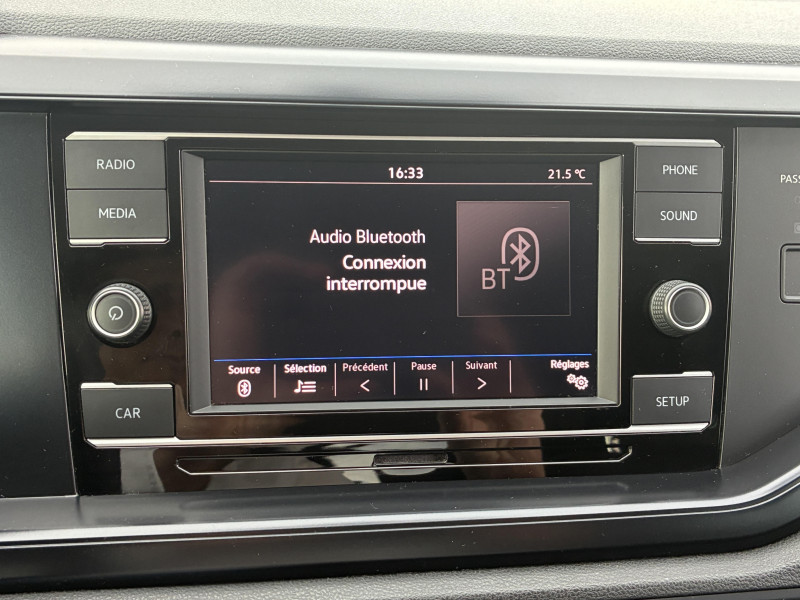 RADIO
MEDIA
CAR
16:33
21.5 °C
Audio Bluetooth
Connexion
interrompue
BT
Source
Sélection
Précédent
Pause
Suivant
Réglages
PHONE
SOUND
SETUP
PASS